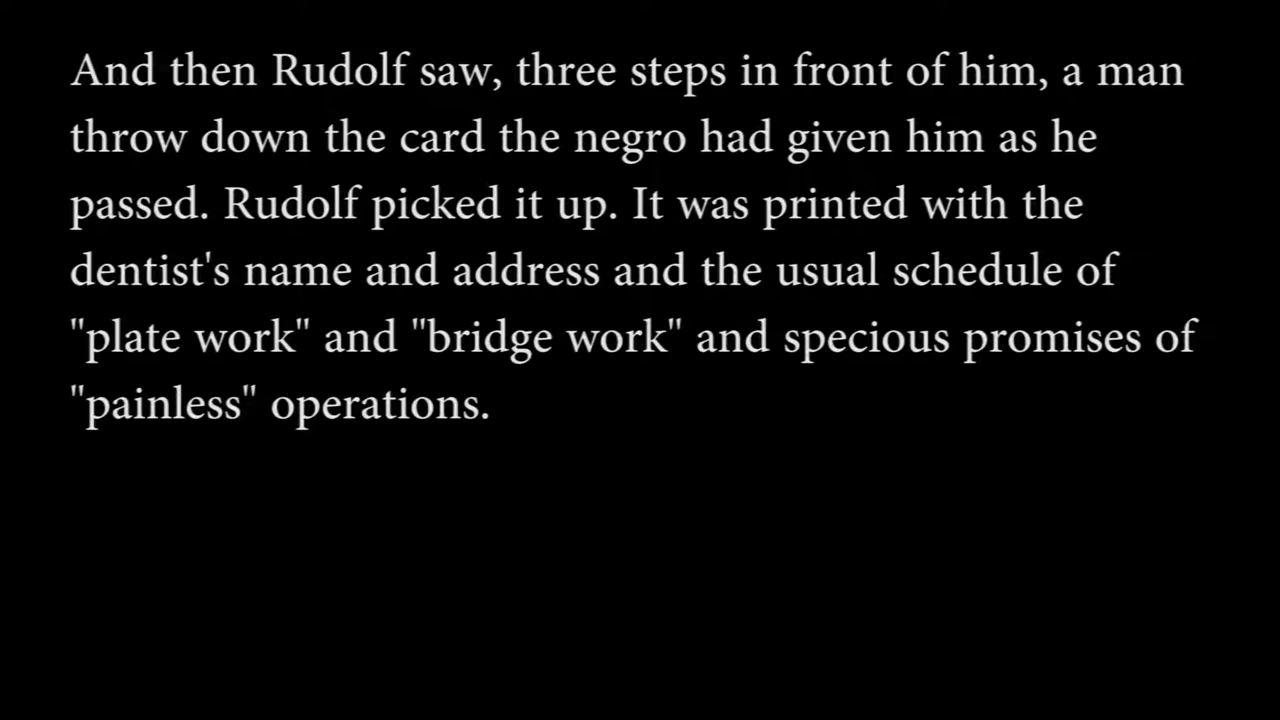 And then Rudolf saw, three steps in front of him, a man
throw down the card the negro had given him as he
passed. Rudolf picked it up. It was printed with the
dentist's name and address and the usual schedule of
"plate work" and "bridge work" and specious promises of
"painless" operations.